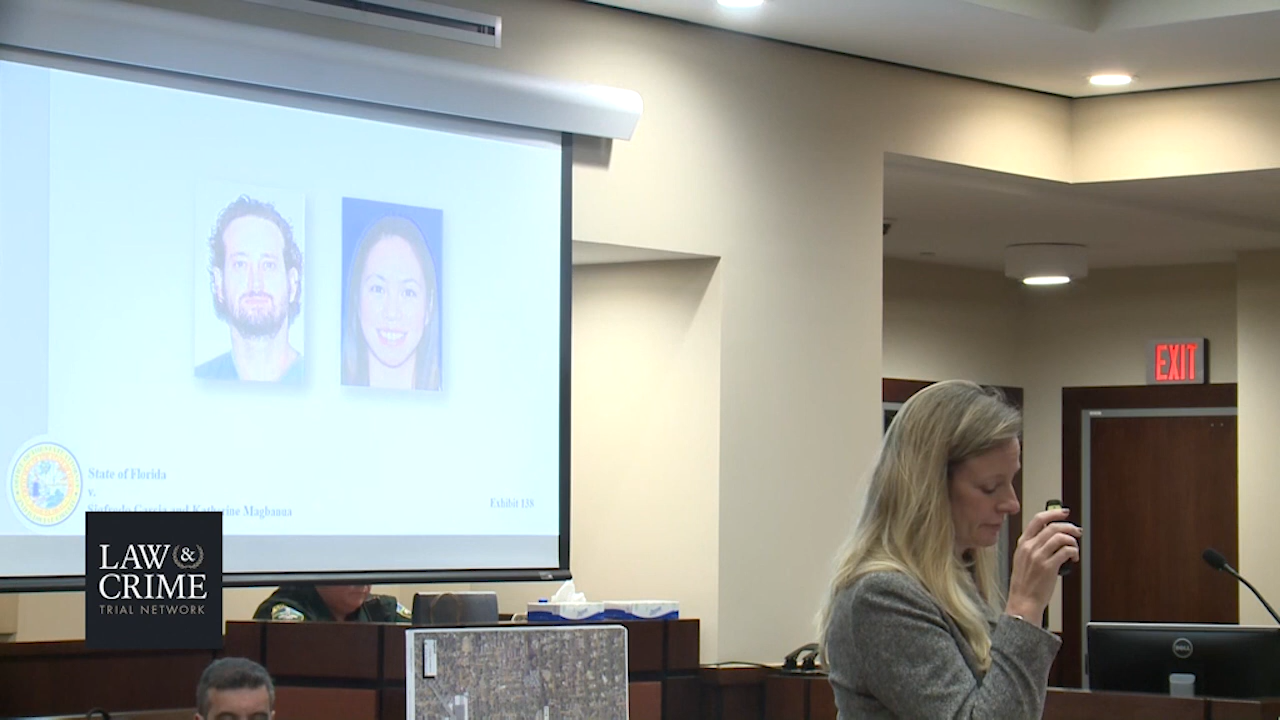 State of Florida
v.
Sigfredo Garcia and Katherine Magbanua
Exhibit 138
EXIT
LAW &
CRIME
TRIAL NETWORK
DELL